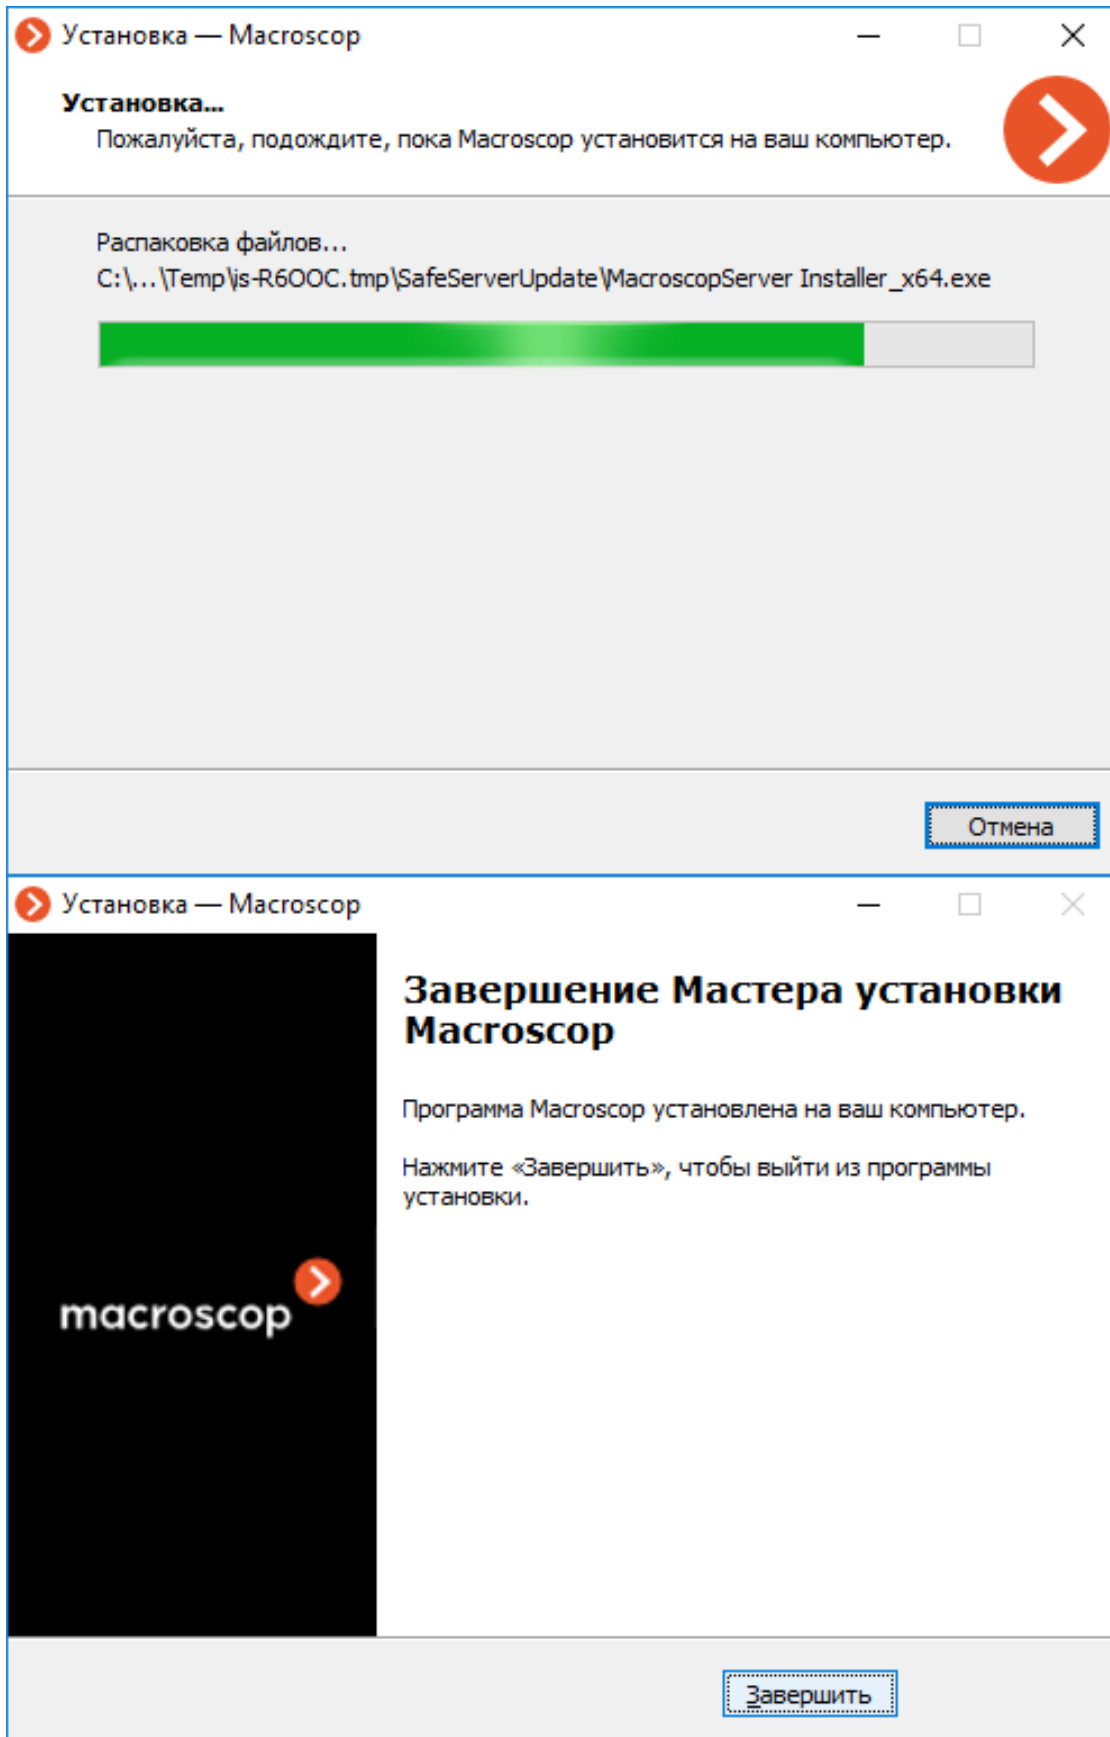 Установка — Macroscop
Установка...
Пожалуйста, подождите, пока Macroscop установится на ваш компьютер.
Распаковка файлов...
C:\...\Temp\is-R6OOC.tmp\SafeServerUpdate\MacroscopServer Installer_x64.exe
Отмена
Установка — Macroscop
Завершение Мастера установки
Macroscop
Программа Macroscop установлена на ваш компьютер.
Нажмите «Завершить», чтобы выйти из программы
установки.
macroscop
Завершить